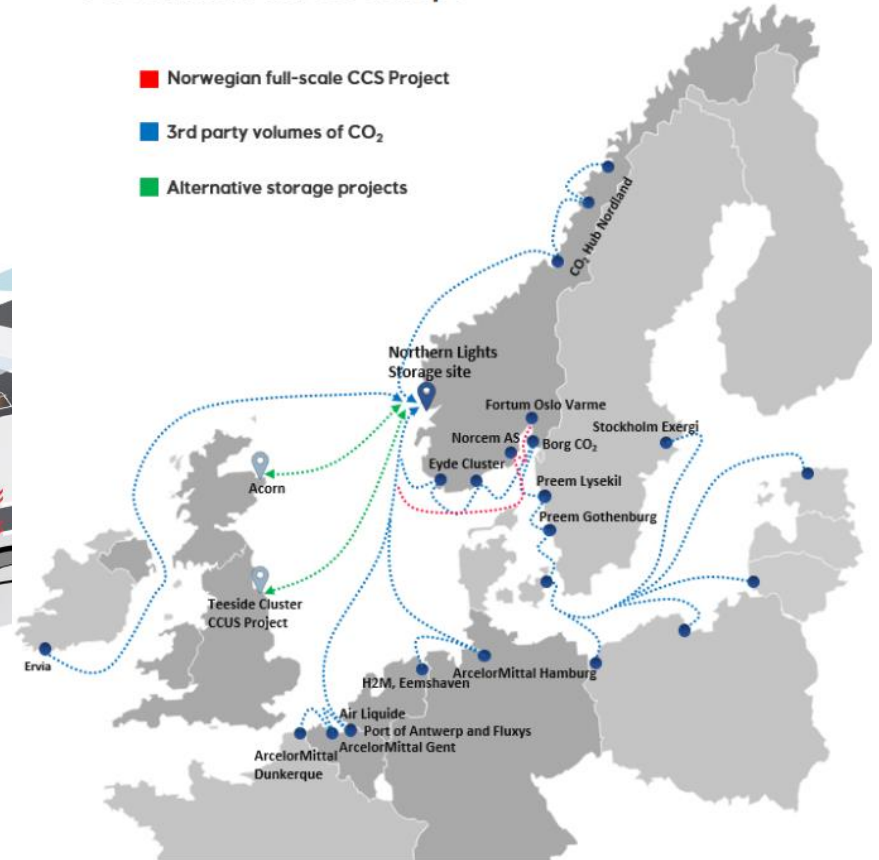 Norwegian full-scale CCS Project
3rd party volumes of CO₂
Alternative storage projects
CO₂ Hub Nordland
Northern Lights
Storage site
Fortum Oslo Varme
Stockholm Exergi
Norcem AS
Borg CO₂
Eyde Cluster
Acorn
Preem Lysekil
Preem Gothenburg
Teeside Cluster
CCUS Project
Ervia
ArcelorMittal Hamburg
H2M, Eemshaven
Air Liquide
Port of Antwerp and Fluxys
ArcelorMittal Gent
ArcelorMittal
Dunkerque